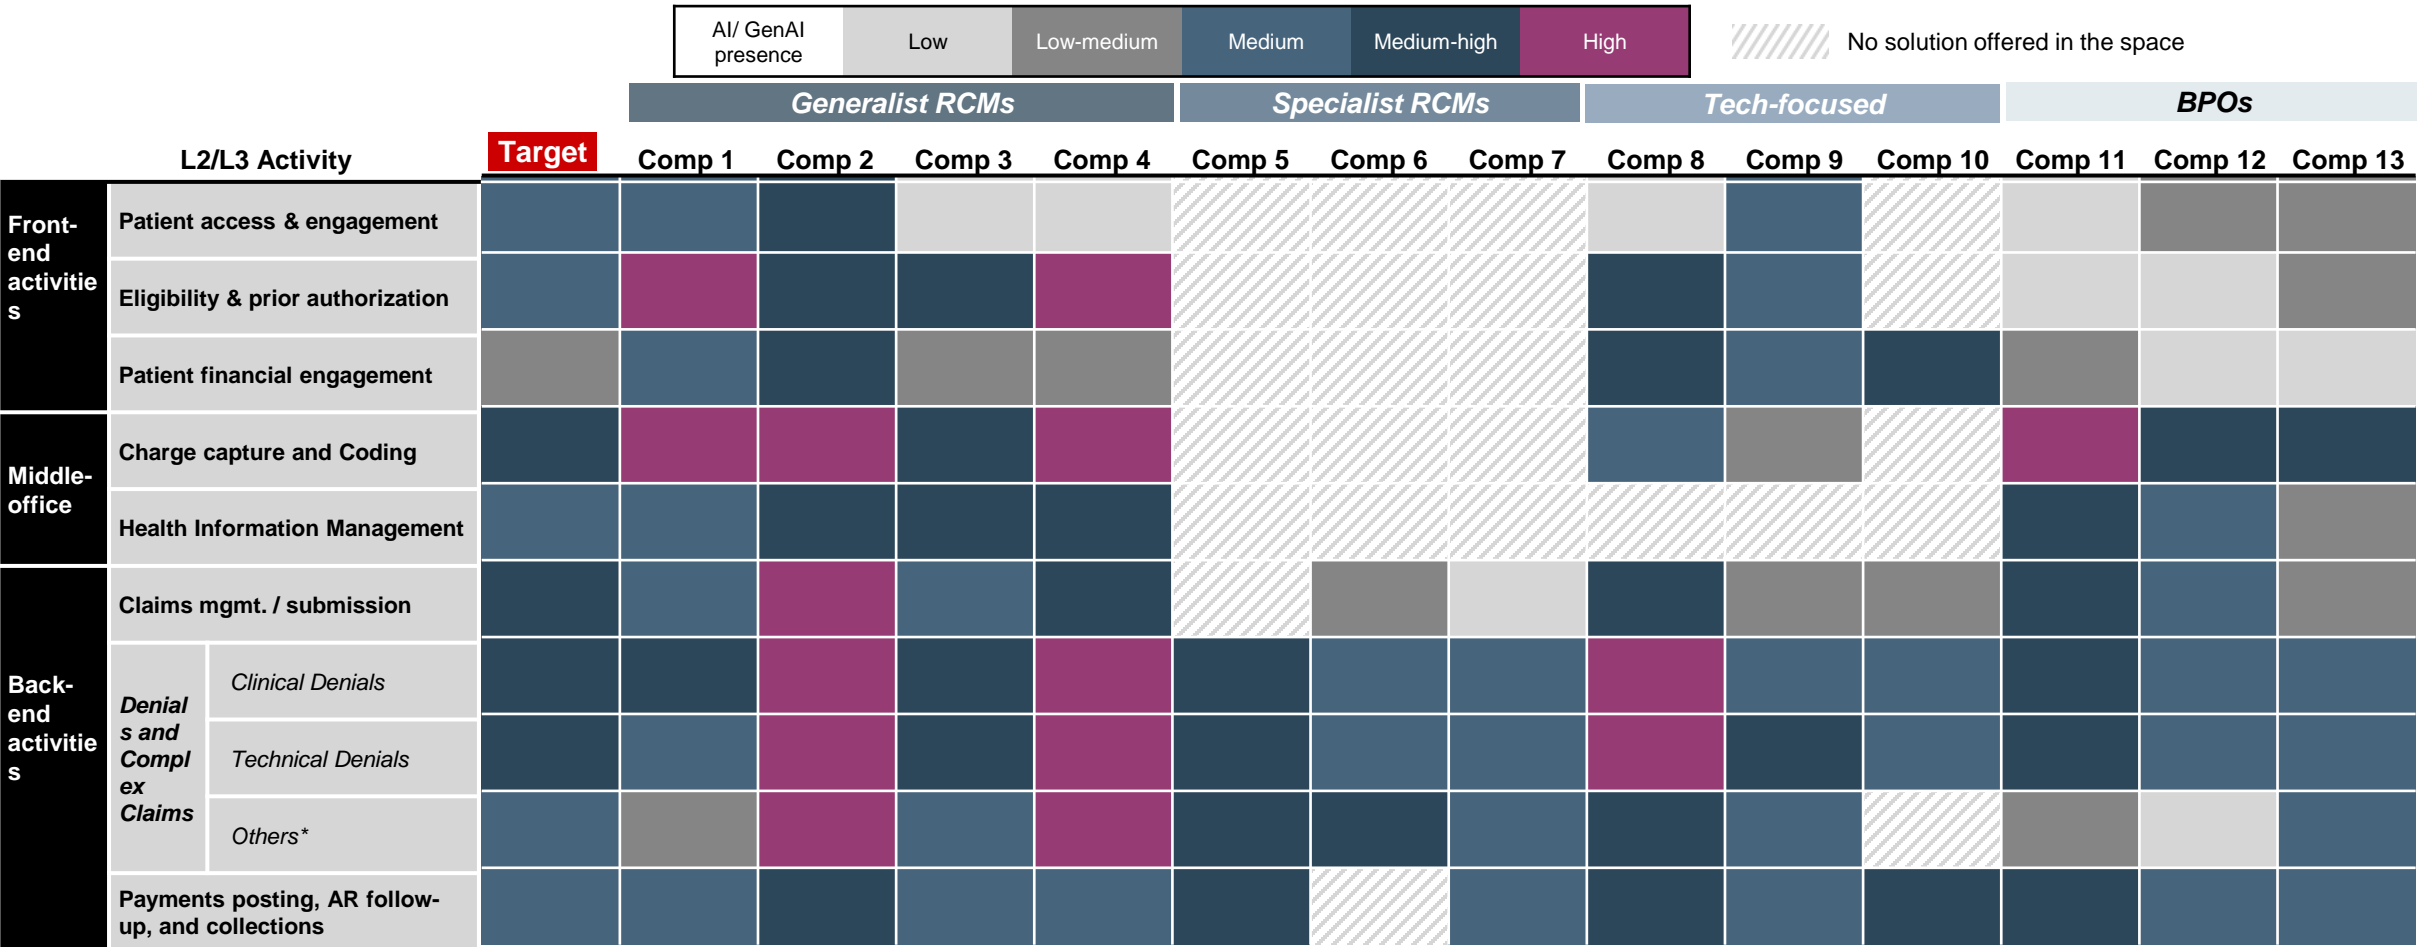 AI/ GenAI
presence
Low
Low-medium
Medium
Medium-high
High
No solution offered in the space
Generalist RCMs
Specialist RCMs
Tech-focused
BPOs
L2/L3 Activity
Target
Comp 1
Comp 2
Comp 3
Comp 4
Comp 5
Comp 6
Comp 7
Comp 8
Comp 9
Comp 10
Comp 11
Comp 12
Comp 13
Front-
end
activitie
s
Patient access & engagement
Eligibility & prior authorization
Patient financial engagement
Middle-
office
Charge capture and Coding
Health Information Management
Back-
end
activitie
s
Claims mgmt. / submission
Denial
s and
Compl
ex
Claims
Clinical Denials
Technical Denials
Others*
Payments posting, AR follow-
up, and collections